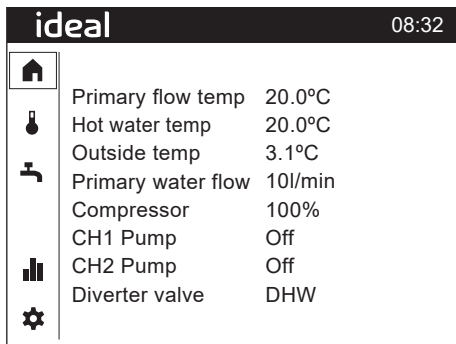 ideal 08:32
Primary flow temp 20.0ºC
Hot water temp 20.0ºC
Outside temp 3.1ºC
Primary water flow 10l/min
Compressor 100%
CH1 Pump Off
CH2 Pump Off
Diverter valve DHW